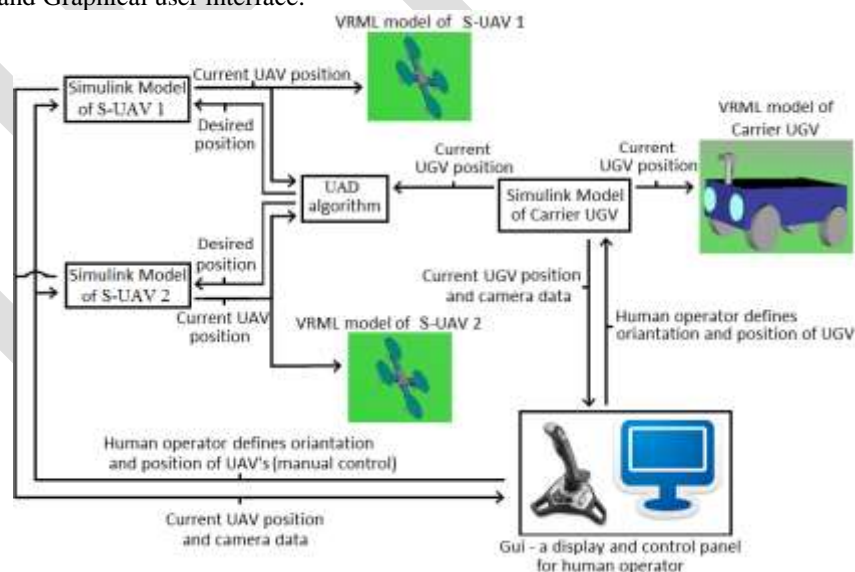 and Graphical user interface.
VRML model of S-UAV 1
Simulink Model
of S-UAV 1
Current UAV position
Desired
position
VRML model of
Carrier UGV
Current
UGV position
Current
UGV position
UAD
algorithm
Simulink Model
of Carrier UGV
Desired
position
Simulink Model
of S-UAV 2
Current UAV
position
VRML model of S-UAV 2
Current UGV position
and camera data
Human operator defines
oriantation and position of UGV
Human operator defines oriantation
and position of UAV's (manual control)
Current UAV position
and camera data
Gui - a display and control panel
for human operator